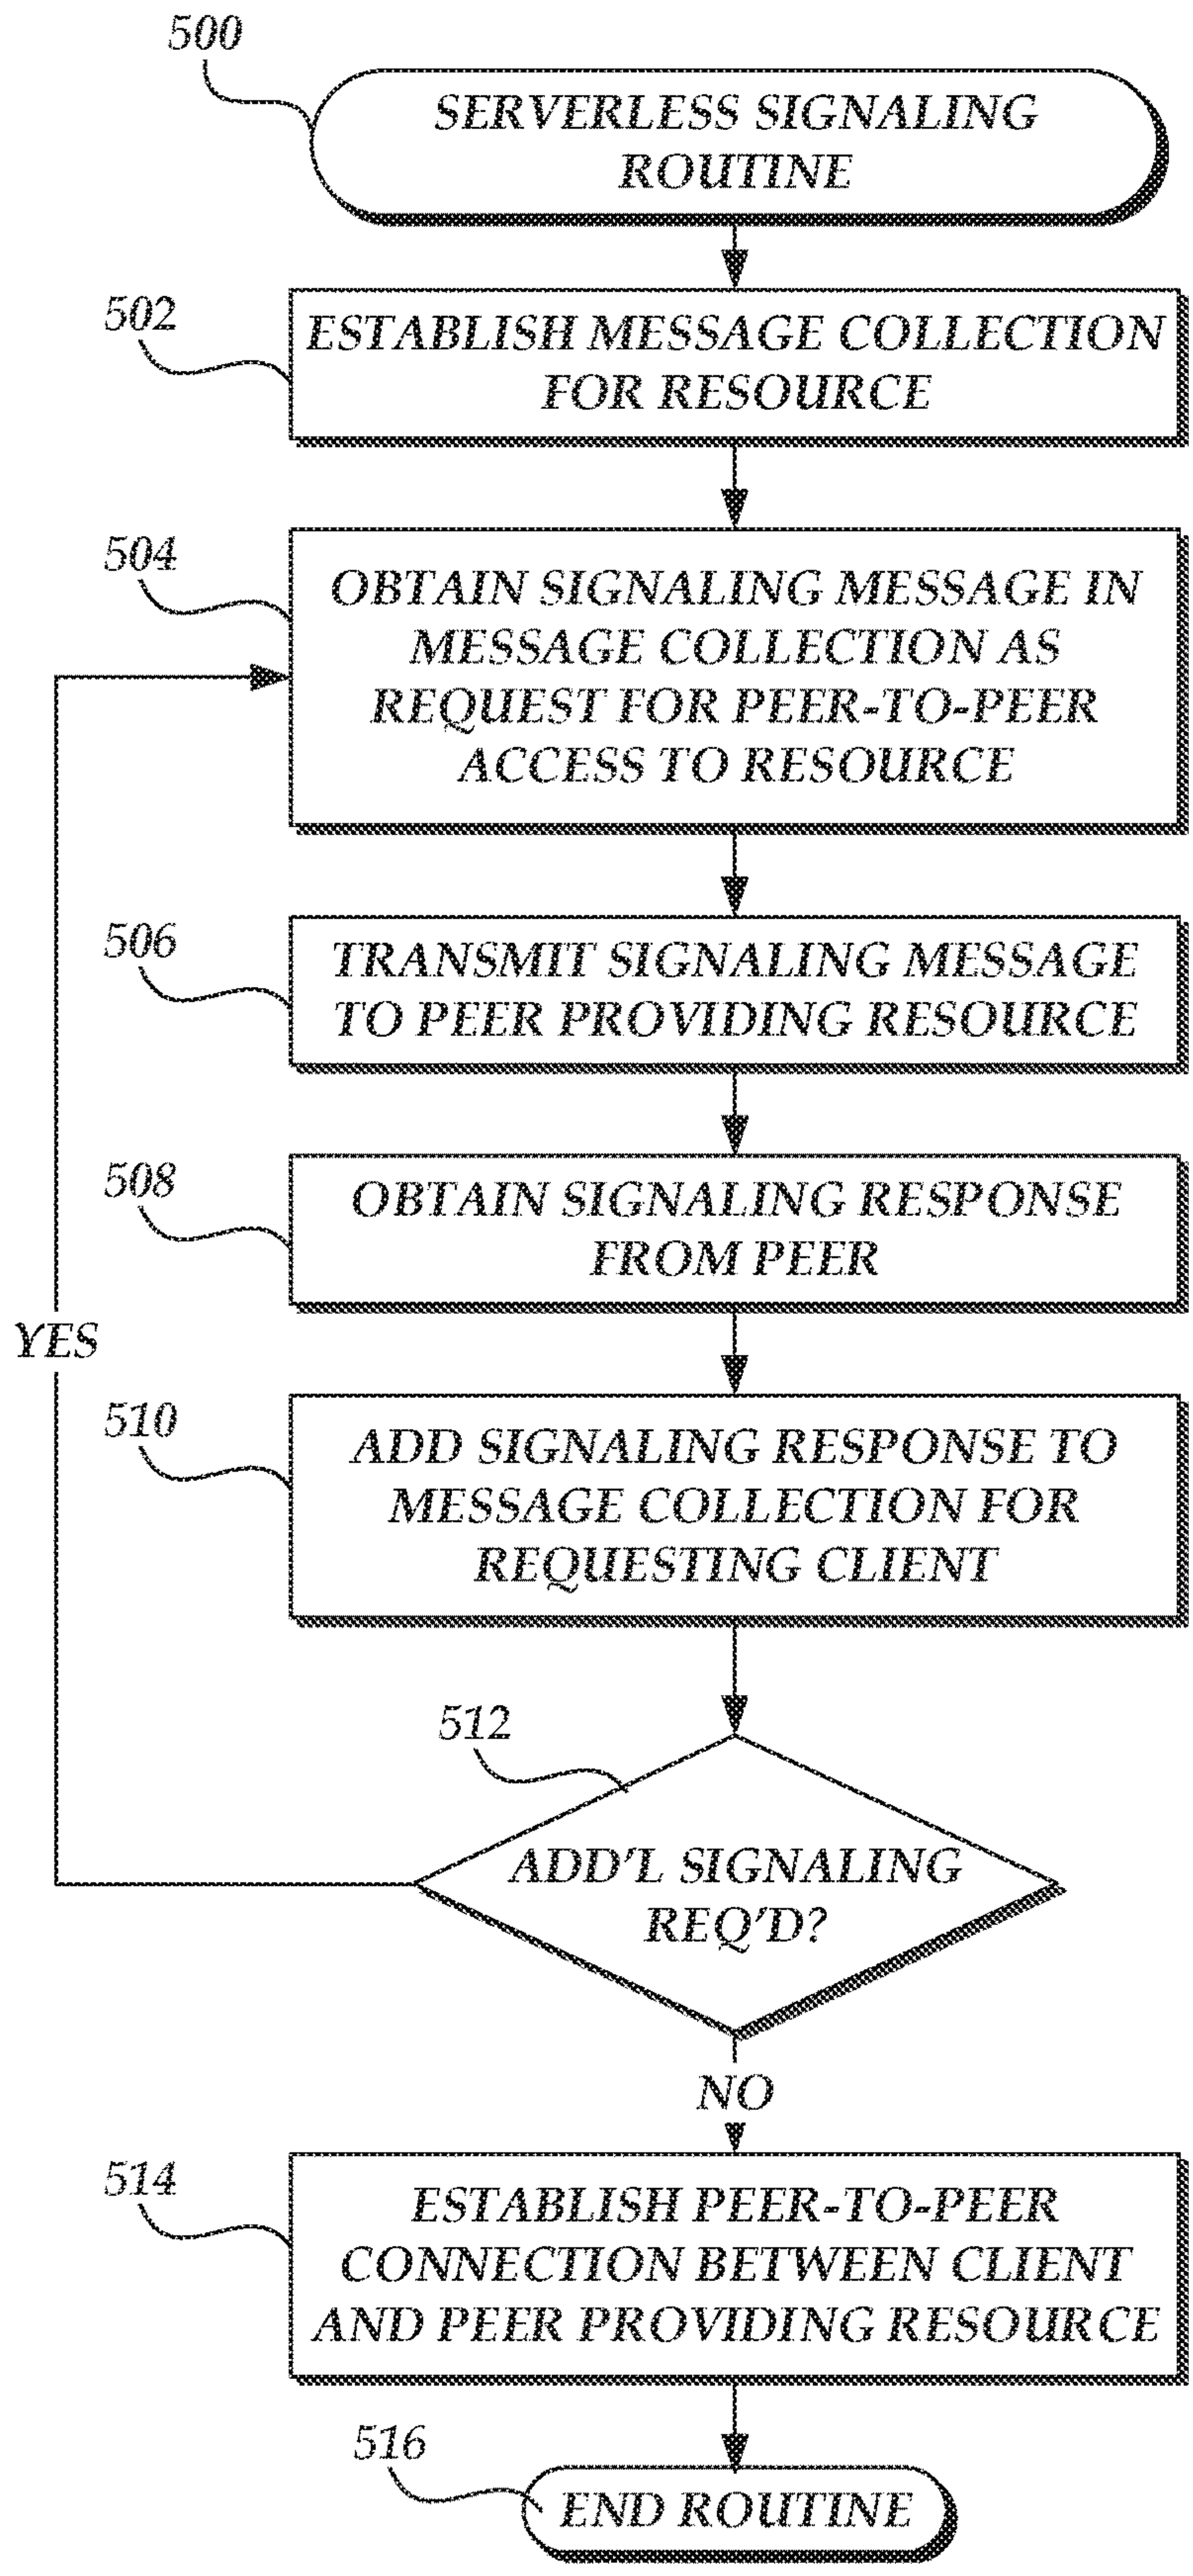 500
SERVERLESS SIGNALING
ROUTINE
502
ESTABLISH MESSAGE COLLECTION
FOR RESOURCE
504
OBTAIN SIGNALING MESSAGE IN
MESSAGE COLLECTION AS
REQUEST FOR PEER-TO-PEER
ACCESS TO RESOURCE
506
TRANSMIT SIGNALING MESSAGE
TO PEER PROVIDING RESOURCE
508
OBTAIN SIGNALING RESPONSE
FROM PEER
YES
510
ADD SIGNALING RESPONSE TO
MESSAGE COLLECTION FOR
REQUESTING CLIENT
512
ADD'L SIGNALING
REQ'D?
NO
514
ESTABLISH PEER-TO-PEER
CONNECTION BETWEEN CLIENT
AND PEER PROVIDING RESOURCE
516
END ROUTINE